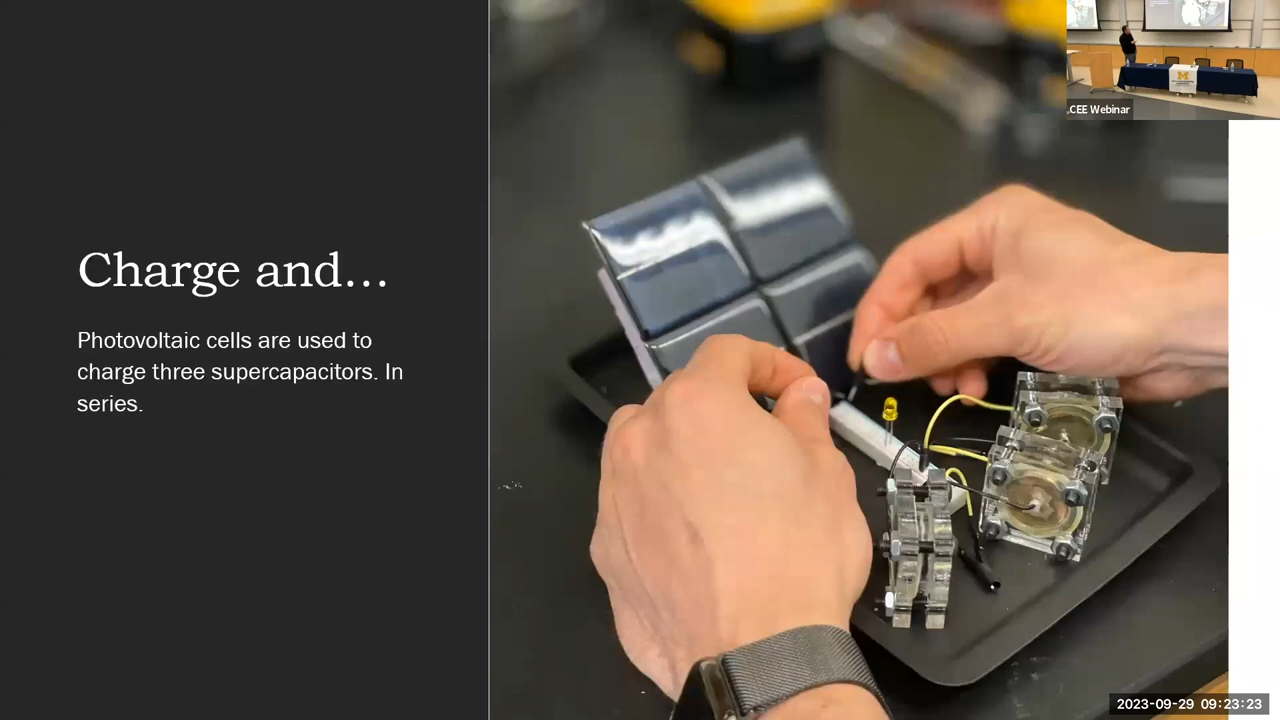 Charge and…
Photovoltaic cells are used to
charge three supercapacitors. In
series.
CEE Webinar
M
2023-09-29 09:23:23